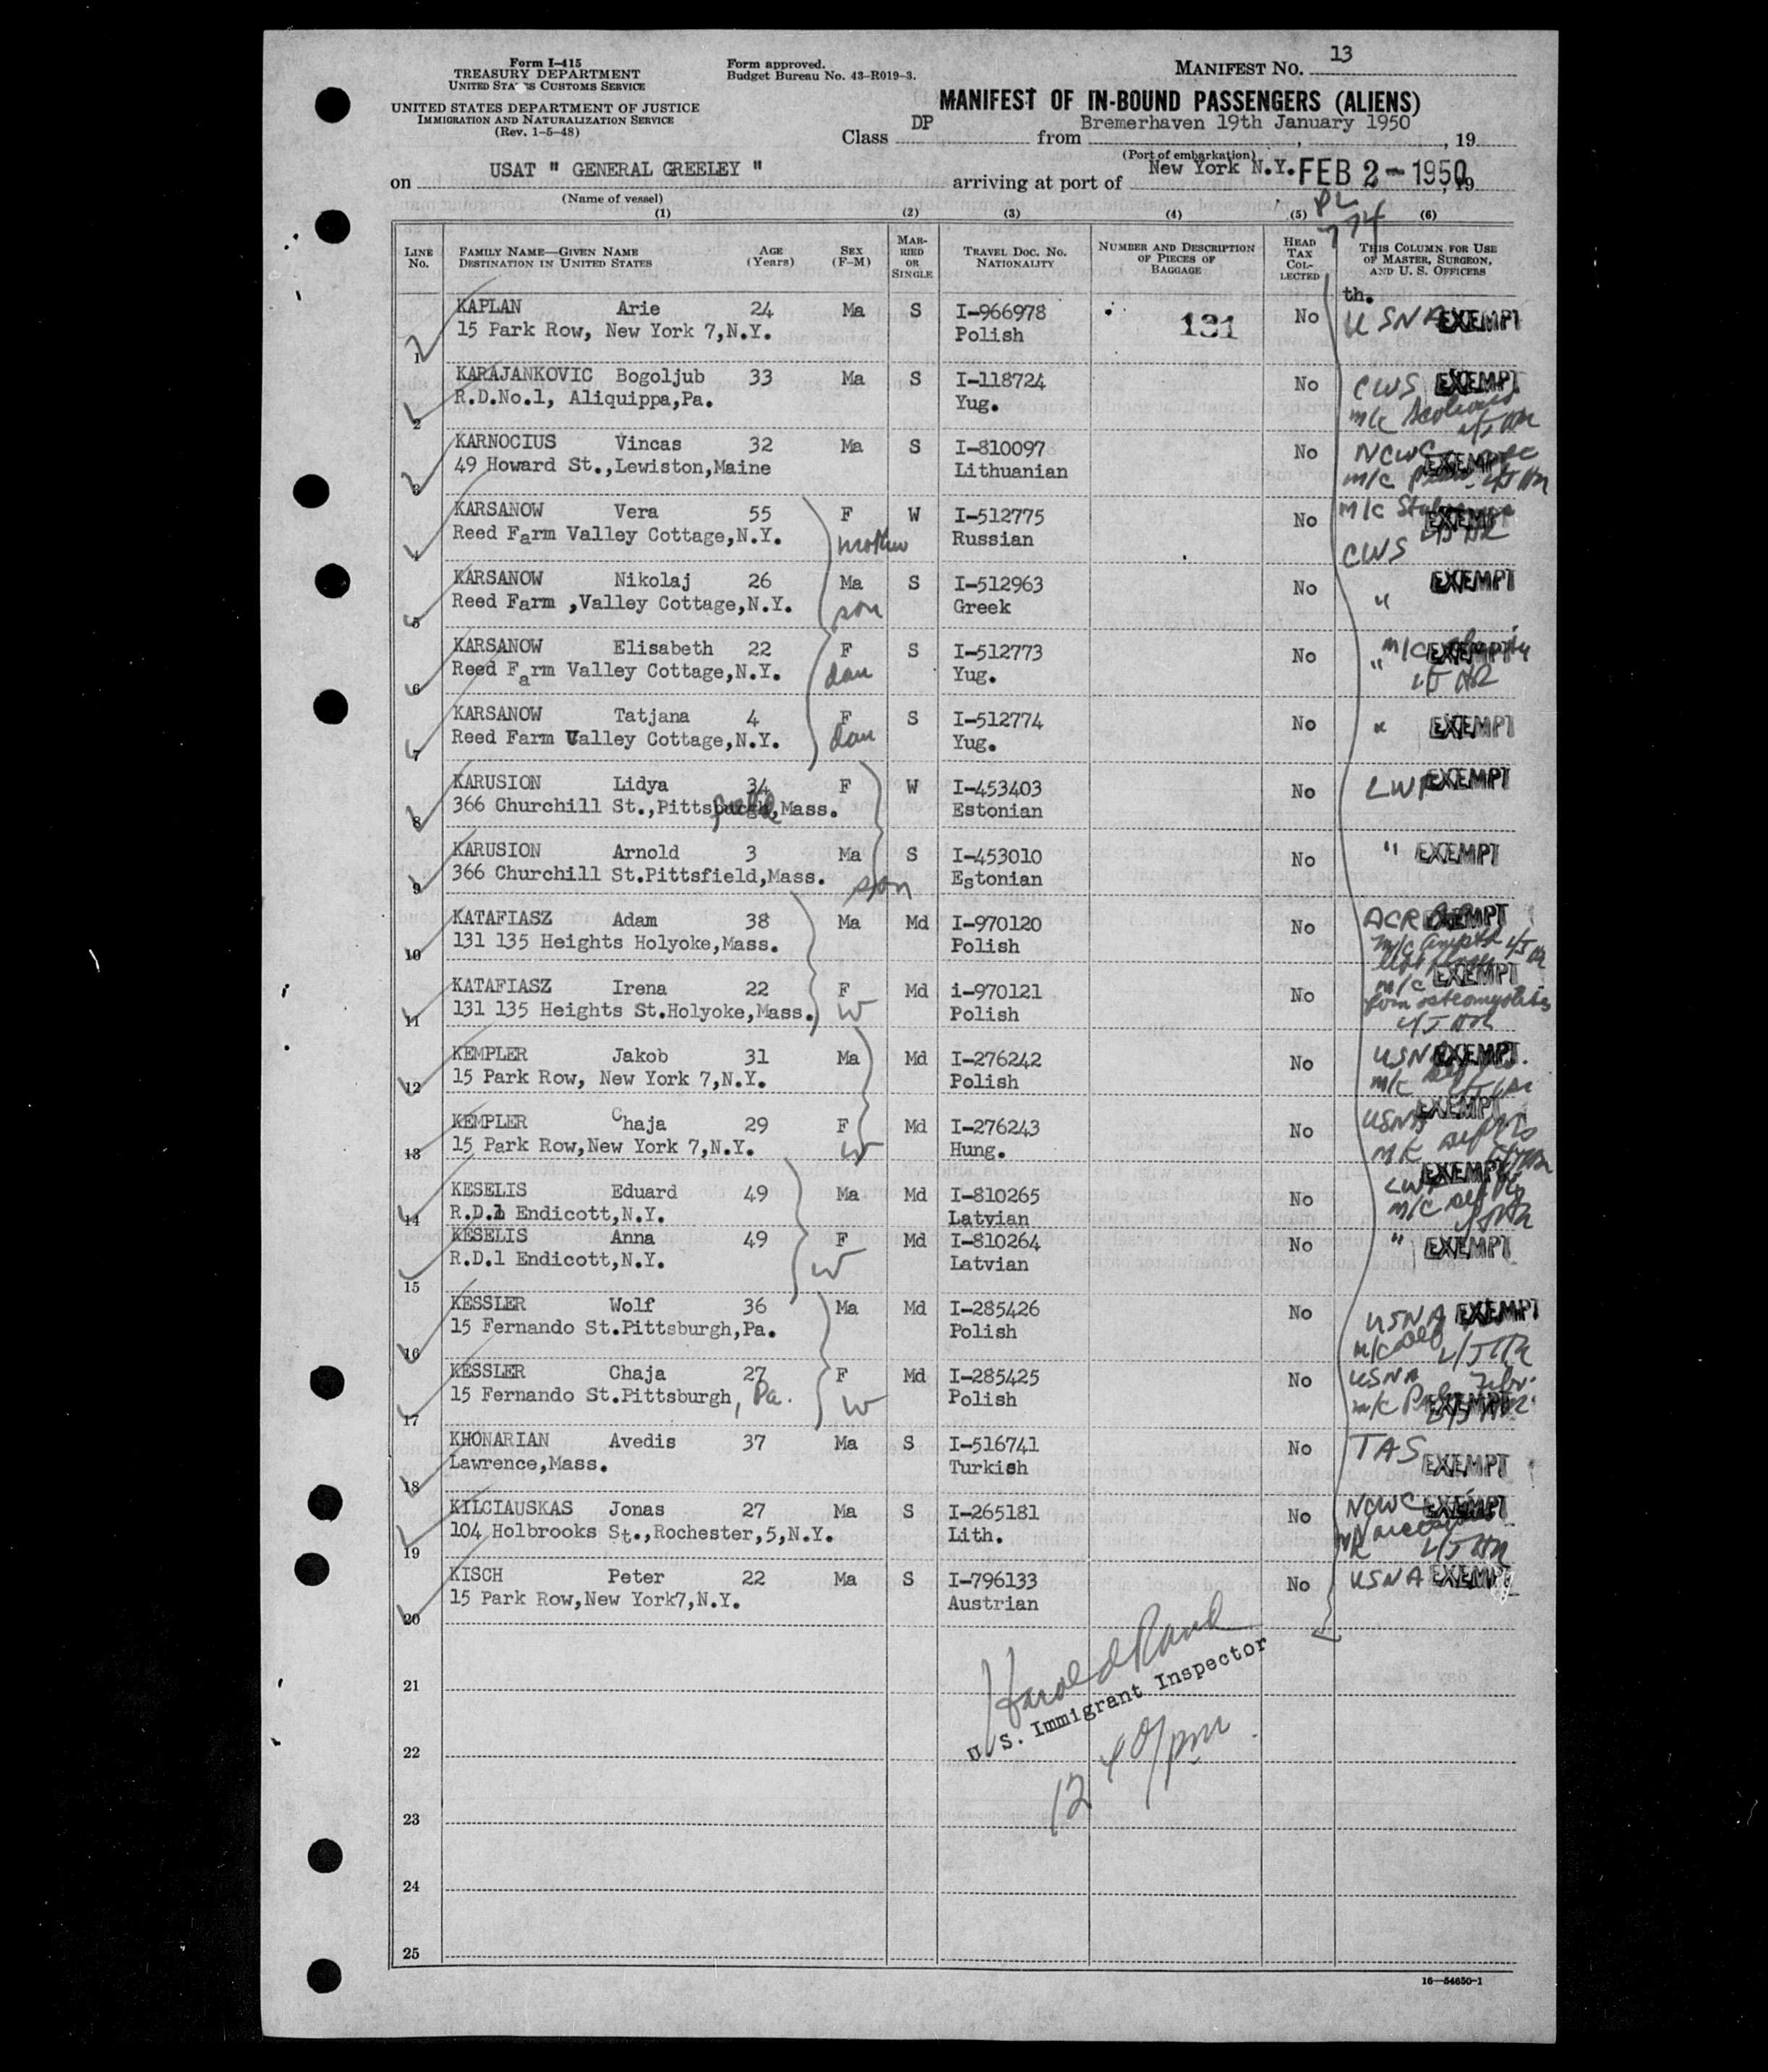 Form I-415
TREASURY DEPARTMENT
UNITED STATES CUSTOMS SERVICE
UNITED STATES DEPARTMENT OF JUSTICE
IMMIGRATION AND NATURALIZATION SERVICE
(Rev. 1-5-48)
Form approved.
Budget Bureau No. 43-R019-3.
MANIFEST NO. 13
MANIFEST OF IN-BOUND PASSENGERS (ALIENS)
Class DP from Bremerhaven 19th January 1950, 19
(Port of embarkation)
on USAT " GENERAL GREELEY " arriving at port of New York N.Y. FEB 2-1950, 19
(Name of vessel)
PL 774
(1) (2) (3) (4) (5) (6)
LINE No. FAMILY NAME—GIVEN NAME DESTINATION IN UNITED STATES AGE (Years) SEX (F-M) MARRIED OR SINGLE TRAVEL DOC. NO. NATIONALITY NUMBER AND DESCRIPTION OF PIECES OF BAGGAGE HEAD TAX COLLECTED THIS COLUMN FOR USE OF MASTER, SURGEON, AND U. S. OFFICERS
th.
KAPLAN Arie 24 Ma S I-966978 131 No USNA EXEMPT
1 15 Park Row, New York 7,N.Y. Polish
KARAJANKOVIC Bogoljub 33 Ma S I-118724 No CWS EXEMPT
2 R.D.No.1, Aliquippa,Pa. Yug. m/c
KARNOCIUS Vincas 32 Ma S I-810097 No NCWC EXEMPT
3 49 Howard St.,Lewiston,Maine Lithuanian m/c
KARSANOW Vera 55 F W I-512775 No m/c EXEMPT
4 Reed Farm Valley Cottage,N.Y. mother Russian CWS
KARSANOW Nikolaj 26 Ma S I-512963 No EXEMPT
5 Reed Farm ,Valley Cottage,N.Y. son Greek "
KARSANOW Elisabeth 22 F S I-512773 No m/c EXEMPT
6 Reed Farm Valley Cottage,N.Y. dau Yug. "
KARSANOW Tatjana 4 F S I-512774 No " EXEMPT
7 Reed Farm Valley Cottage,N.Y. dau Yug.
KARUSION Lidya 34 F W I-453403 No LWF EXEMPT
8 366 Churchill St.,Pittsburgh,Mass. Estonian
KARUSION Arnold 3 Ma S I-453010 No " EXEMPT
9 366 Churchill St.Pittsfield,Mass. son Estonian
KATAFIASZ Adam 38 Ma Md I-970120 No ACR EXEMPT
10 131 135 Heights Holyoke,Mass. Polish m/c
KATAFIASZ Irena 22 F Md i-970121 No m/c EXEMPT
11 131 135 Heights St.Holyoke,Mass. W Polish osteomyelitis
KEMPLER Jakob 31 Ma Md I-276242 No USNA EXEMPT
12 15 Park Row, New York 7,N.Y. Polish m/c
KEMPLER Chaja 29 F Md I-276243 No USNA EXEMPT
13 15 Park Row,New York 7,N.Y. W Hung. m/c
KESELIS Eduard 49 Ma Md I-810265 No LWF EXEMPT
14 R.D.1 Endicott,N.Y. Latvian m/c
KESELIS Anna 49 F Md I-810264 No " EXEMPT
15 R.D.1 Endicott,N.Y. W Latvian
KESSLER Wolf 36 Ma Md I-285426 No USNA EXEMPT
16 15 Fernando St.Pittsburgh,Pa. Polish m/c
KESSLER Chaja 27 F Md I-285425 No USNA
17 15 Fernando St.Pittsburgh, Pa. W Polish m/c EXEMPT
KHONARIAN Avedis 37 Ma S I-516741 No TAS
18 Lawrence,Mass. Turkish EXEMPT
KILCIAUSKAS Jonas 27 Ma S I-265181 No NCWC EXEMPT
19 104 Holbrooks St.,Rochester,5,N.Y. Lith.
KISCH Peter 22 Ma S I-796133 No USNA EXEMPT
20 15 Park Row,New York7,N.Y. Austrian
Harold Rand
U. S. Immigrant Inspector
12 40/pm
21
22
23
24
25
16—54650-1